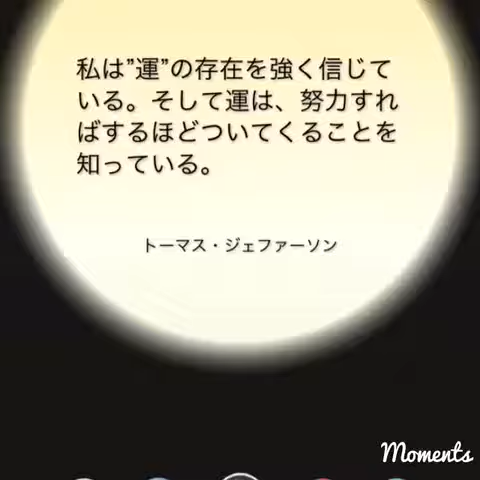 私は”運”の存在を強く信じて
いる。そして運は、努力すれ
ばするほどついてくることを
知っている。
トーマス・ジェファーソン
Moments